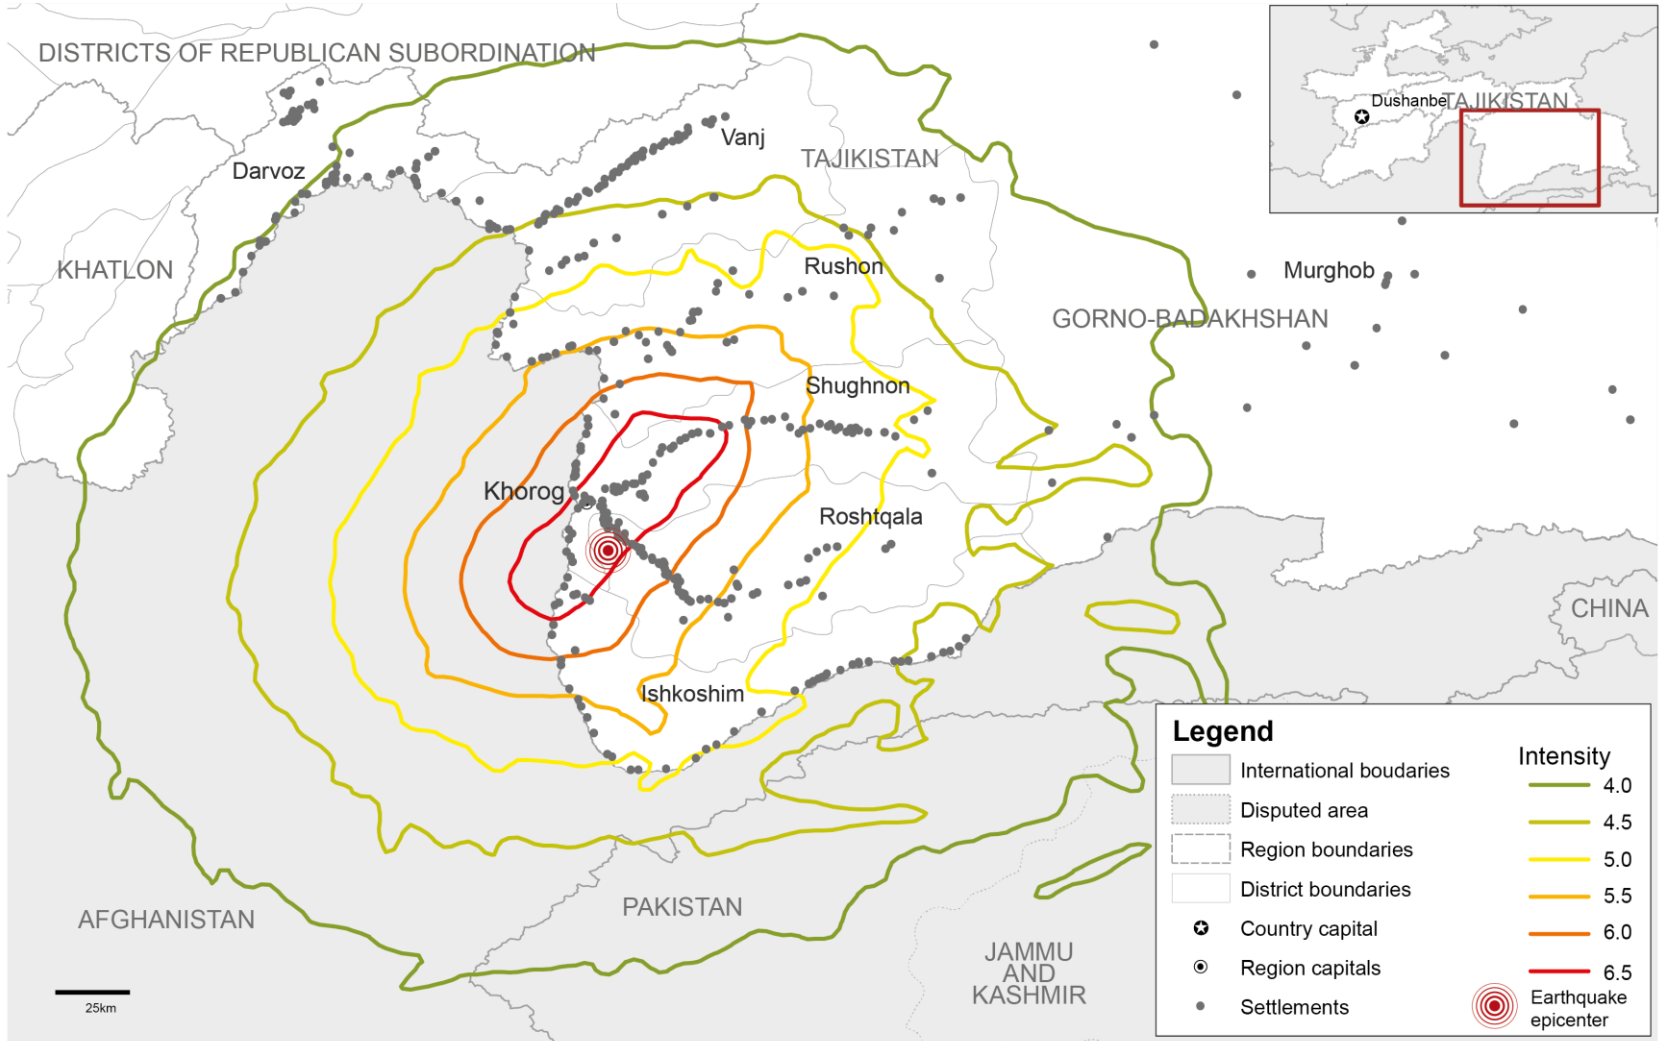 DISTRICTS OF REPUBLICAN SUBORDINATION
Dushanbe
TAJIKISTAN
Vanj
TAJIKISTAN
Darvoz
KHATLON
Rushon
Murghob
GORNO-BADAKHSHAN
Shughnon
Khorog
Roshtqala
CHINA
Ishkoshim
AFGHANISTAN
PAKISTAN
JAMMU
AND
KASHMIR
25km
Legend
International boudaries
Disputed area
Region boundaries
District boundaries
Country capital
Region capitals
Settlements
Intensity
4.0
4.5
5.0
5.5
6.0
6.5
Earthquake
epicenter